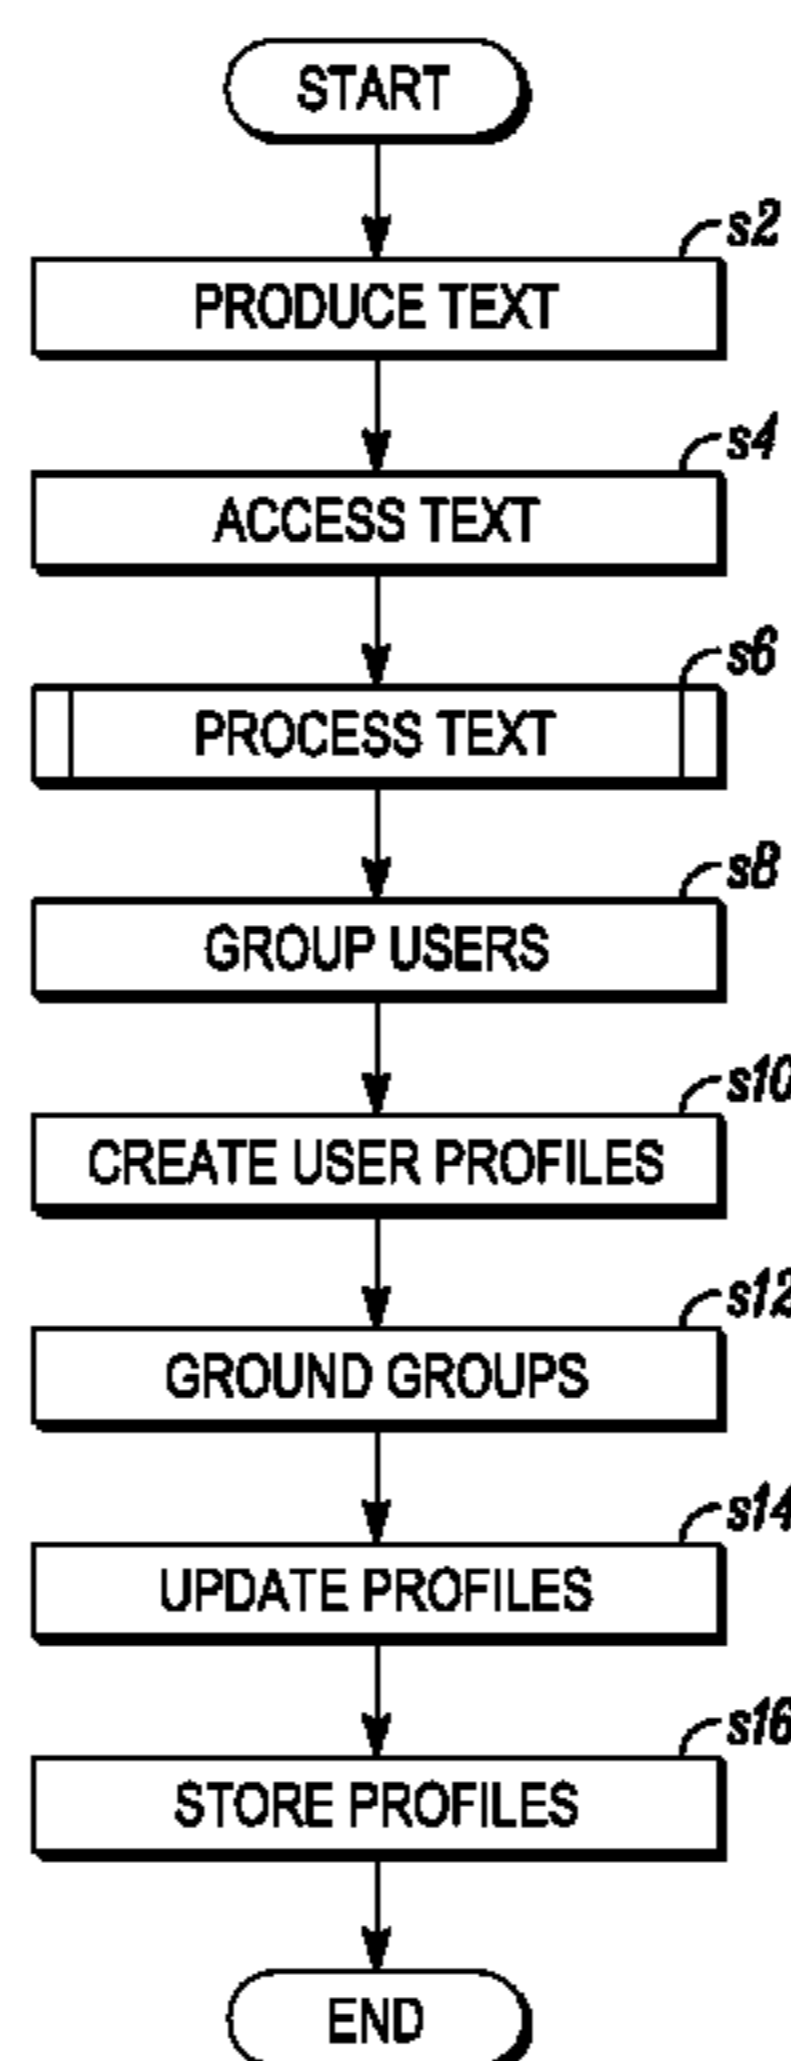 START
s2
PRODUCE TEXT
s4
ACCESS TEXT
s6
PROCESS TEXT
s8
GROUP USERS
s10
CREATE USER PROFILES
s12
GROUND GROUPS
s14
UPDATE PROFILES
s16
STORE PROFILES
END